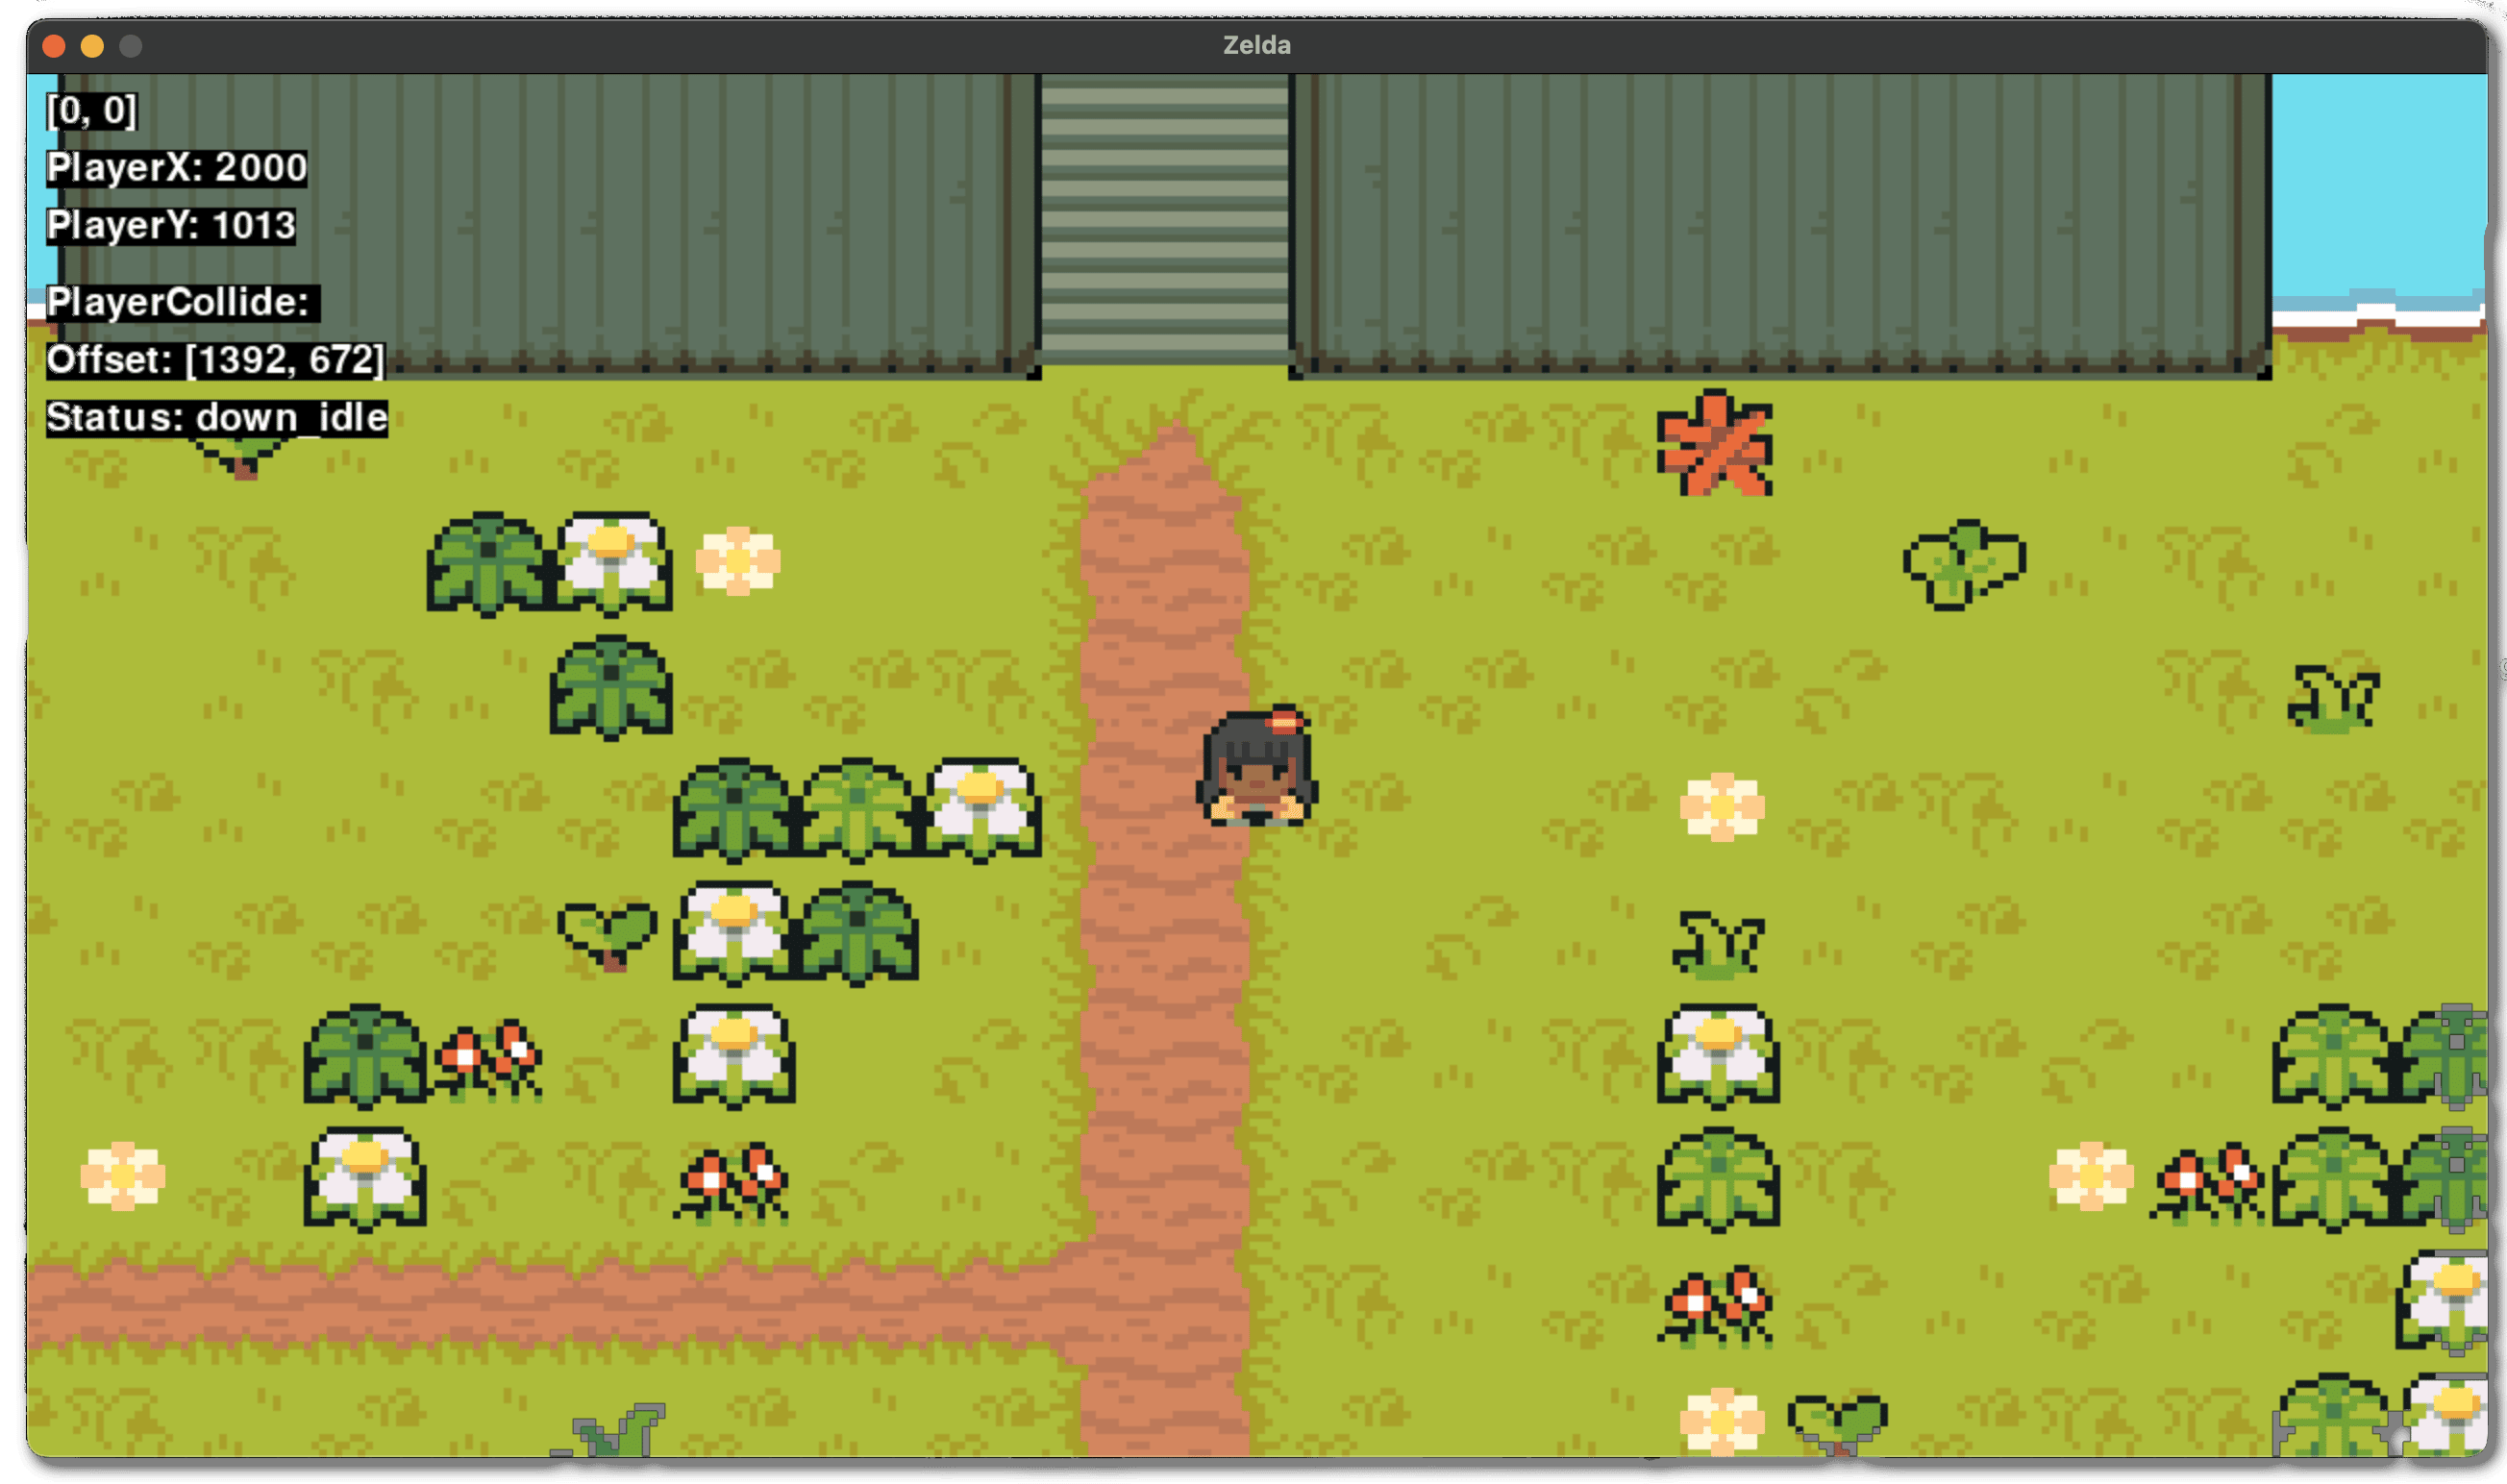 Zelda
[0, 0]
PlayerX: 2000
PlayerY: 1013
PlayerCollide:
Offset: [1392, 672]
Status: down_idle